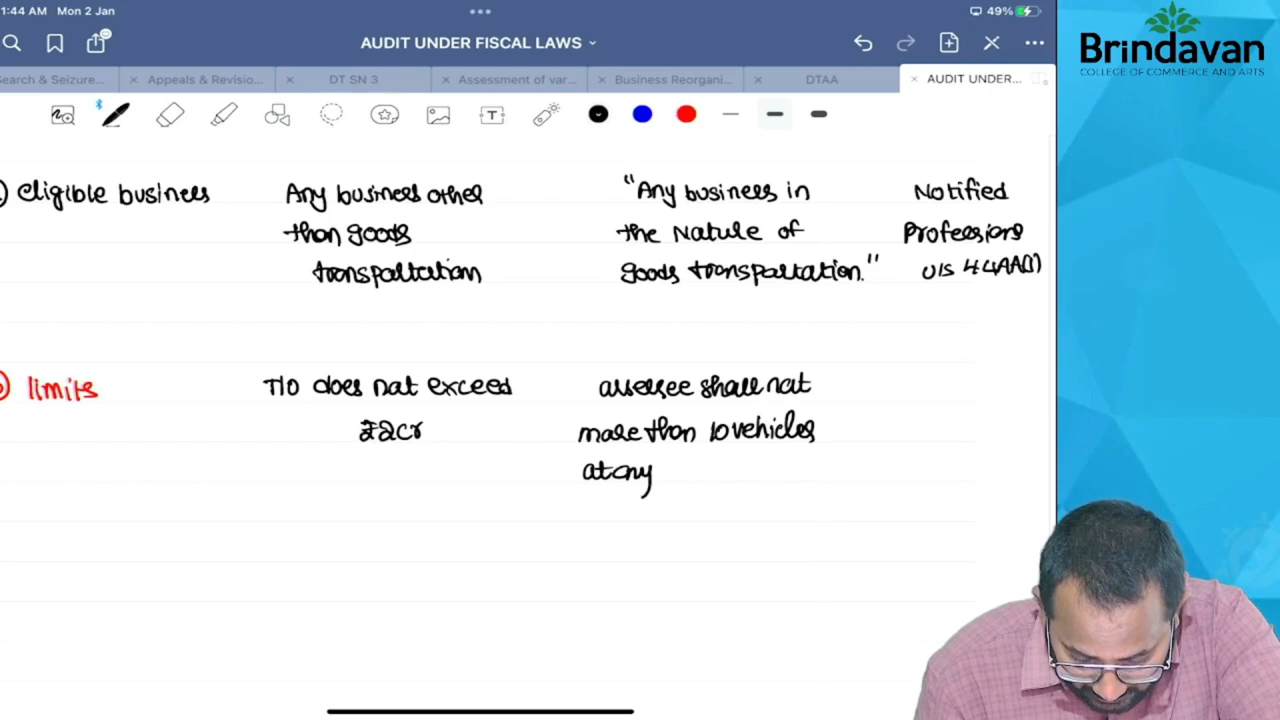 1:44 AM Mon 2 Jan
49%
AUDIT UNDER FISCAL LAWS
Brindavan
COLLEGE OF COMMERCE AND ARTS
earch & Seizure...
Appeals & Revisio...
DT SN 3
Assessment of var...
Business Reorgani...
DTAA
AUDIT UNDER...
) eligible business
Any business other
than goods
transportation
"Any business in
the Nature of
goods transportation."
Notified
Professions
U/s 44AA(1)
) limits
T/O does not exceed
₹2cr
assessee shall not
more than 10 vehicles
at any